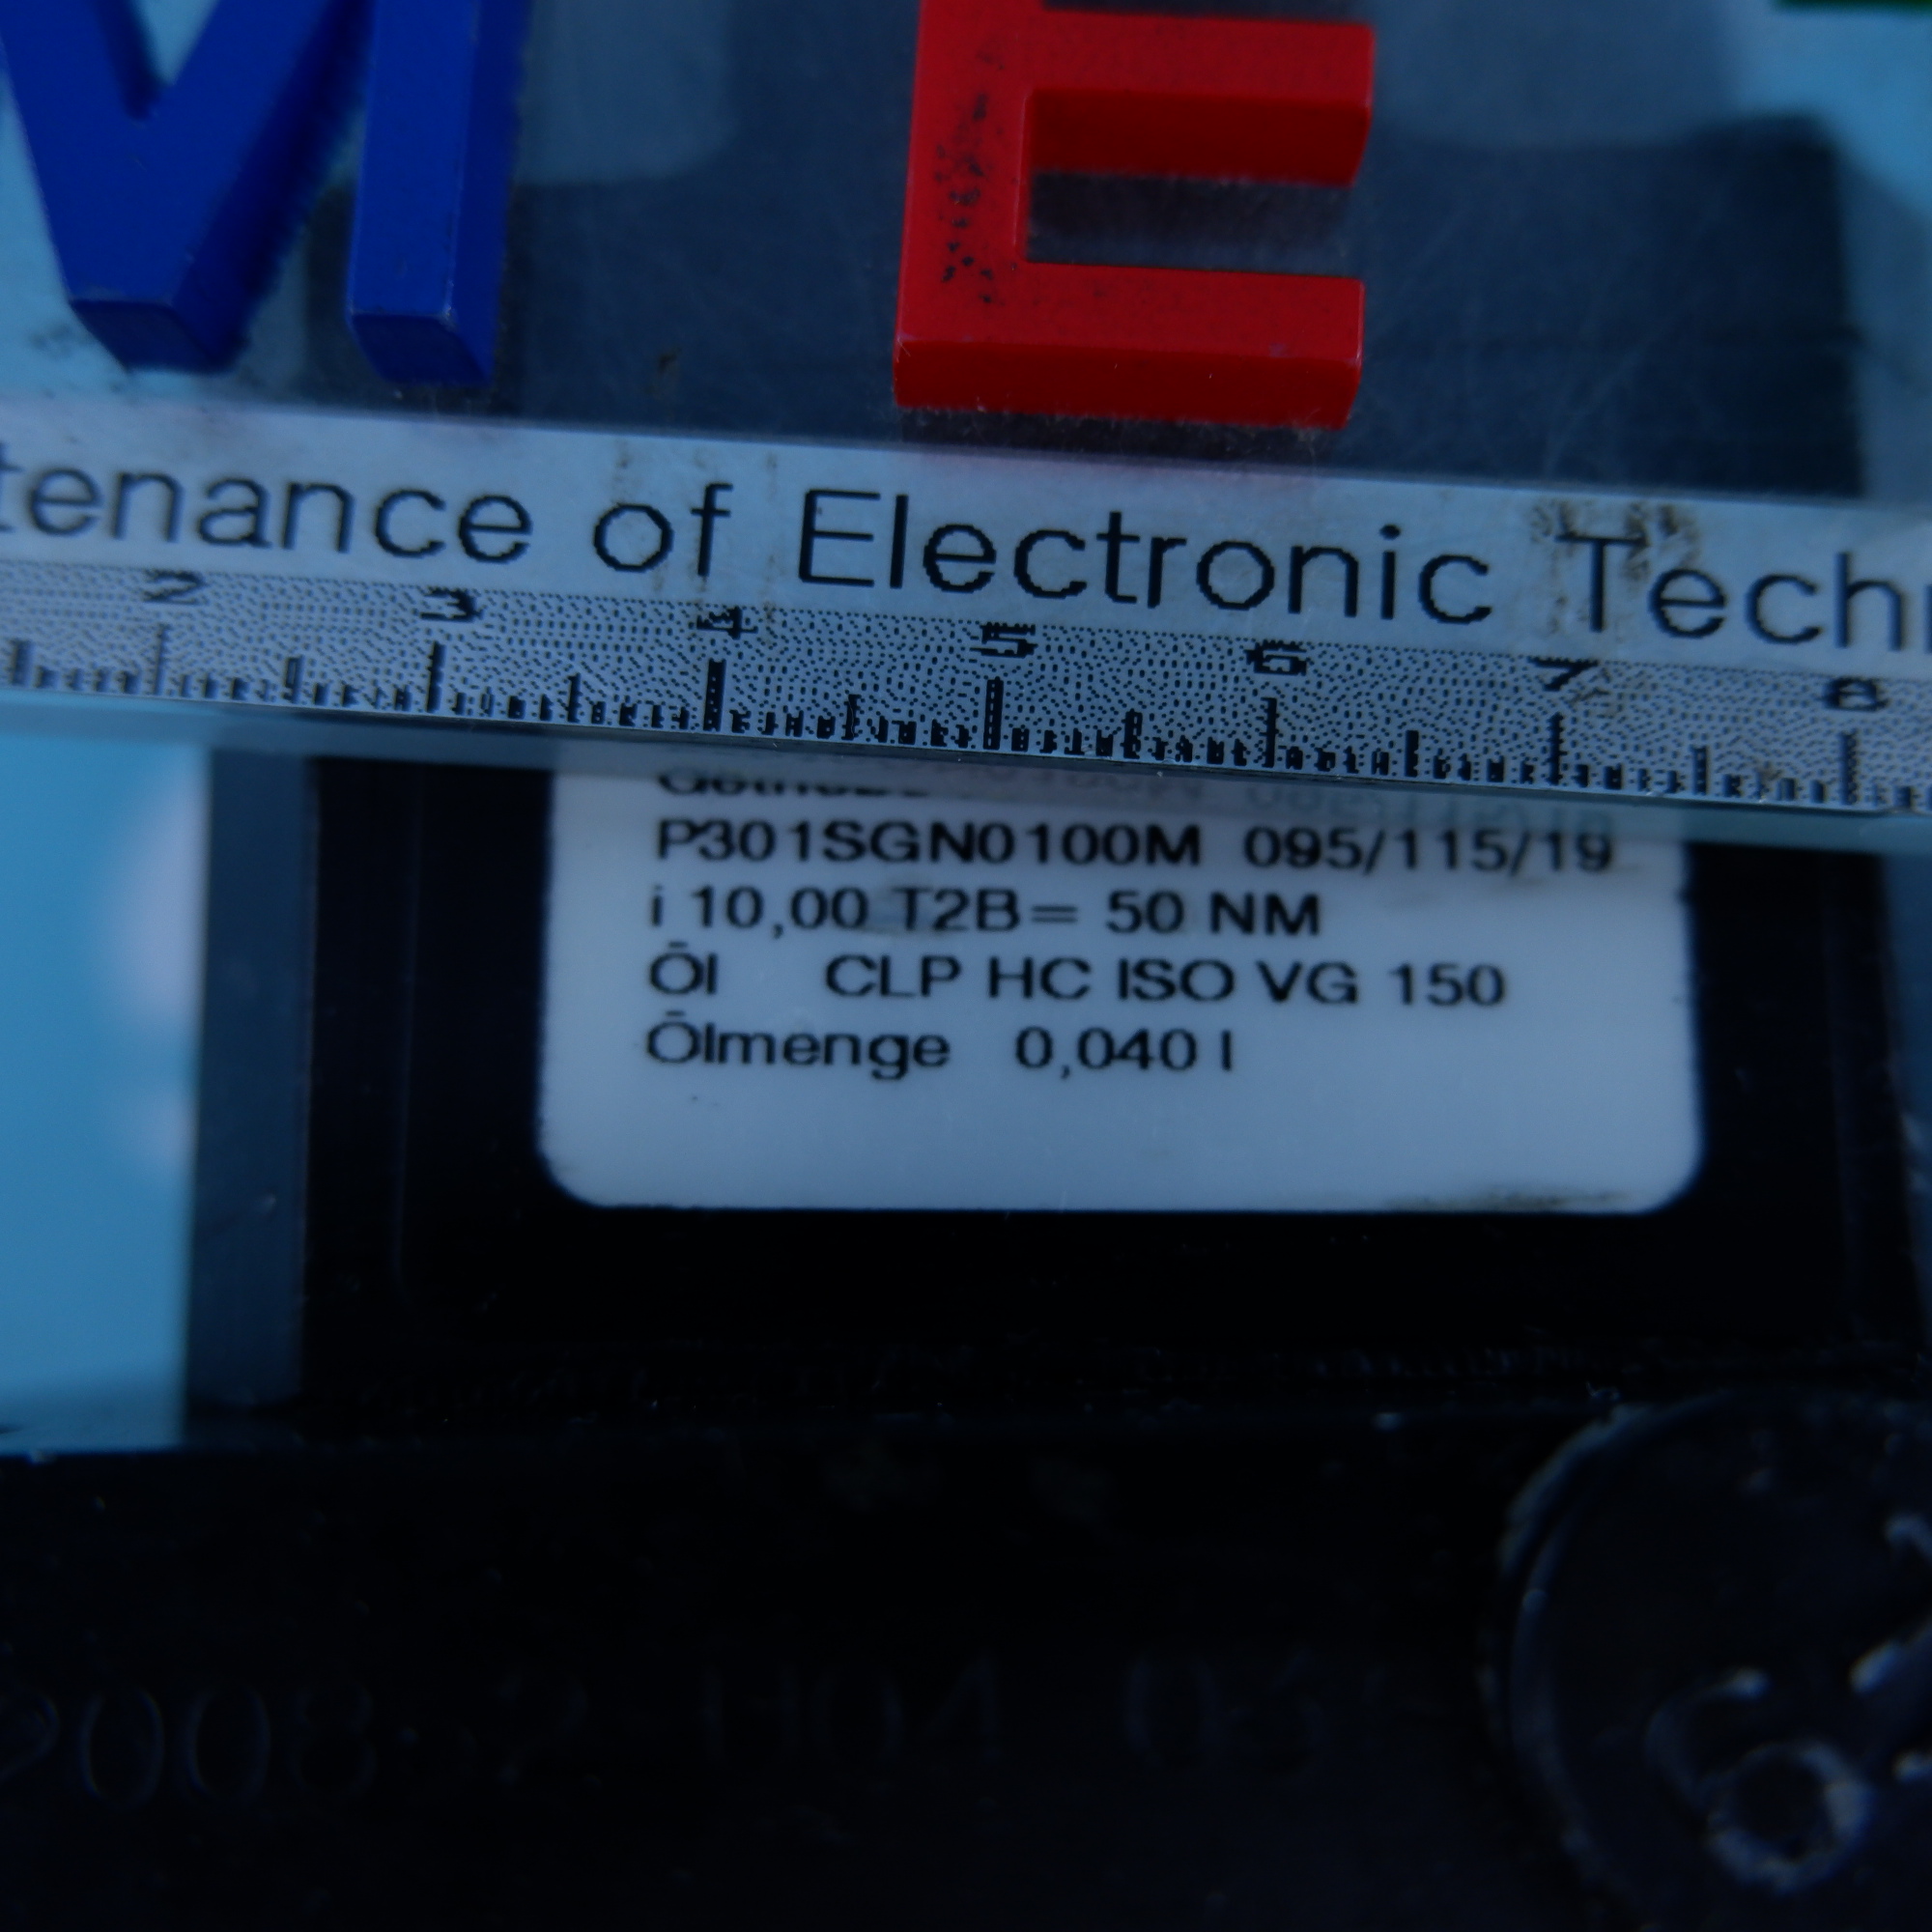 M E
tenance of Electronic Techn
2 3 4 5 6 7 8
P301SGN0100M 095/115/19
i 10,00 T2B= 50 NM
Öl CLP HC ISO VG 150
Ölmenge 0,040 l